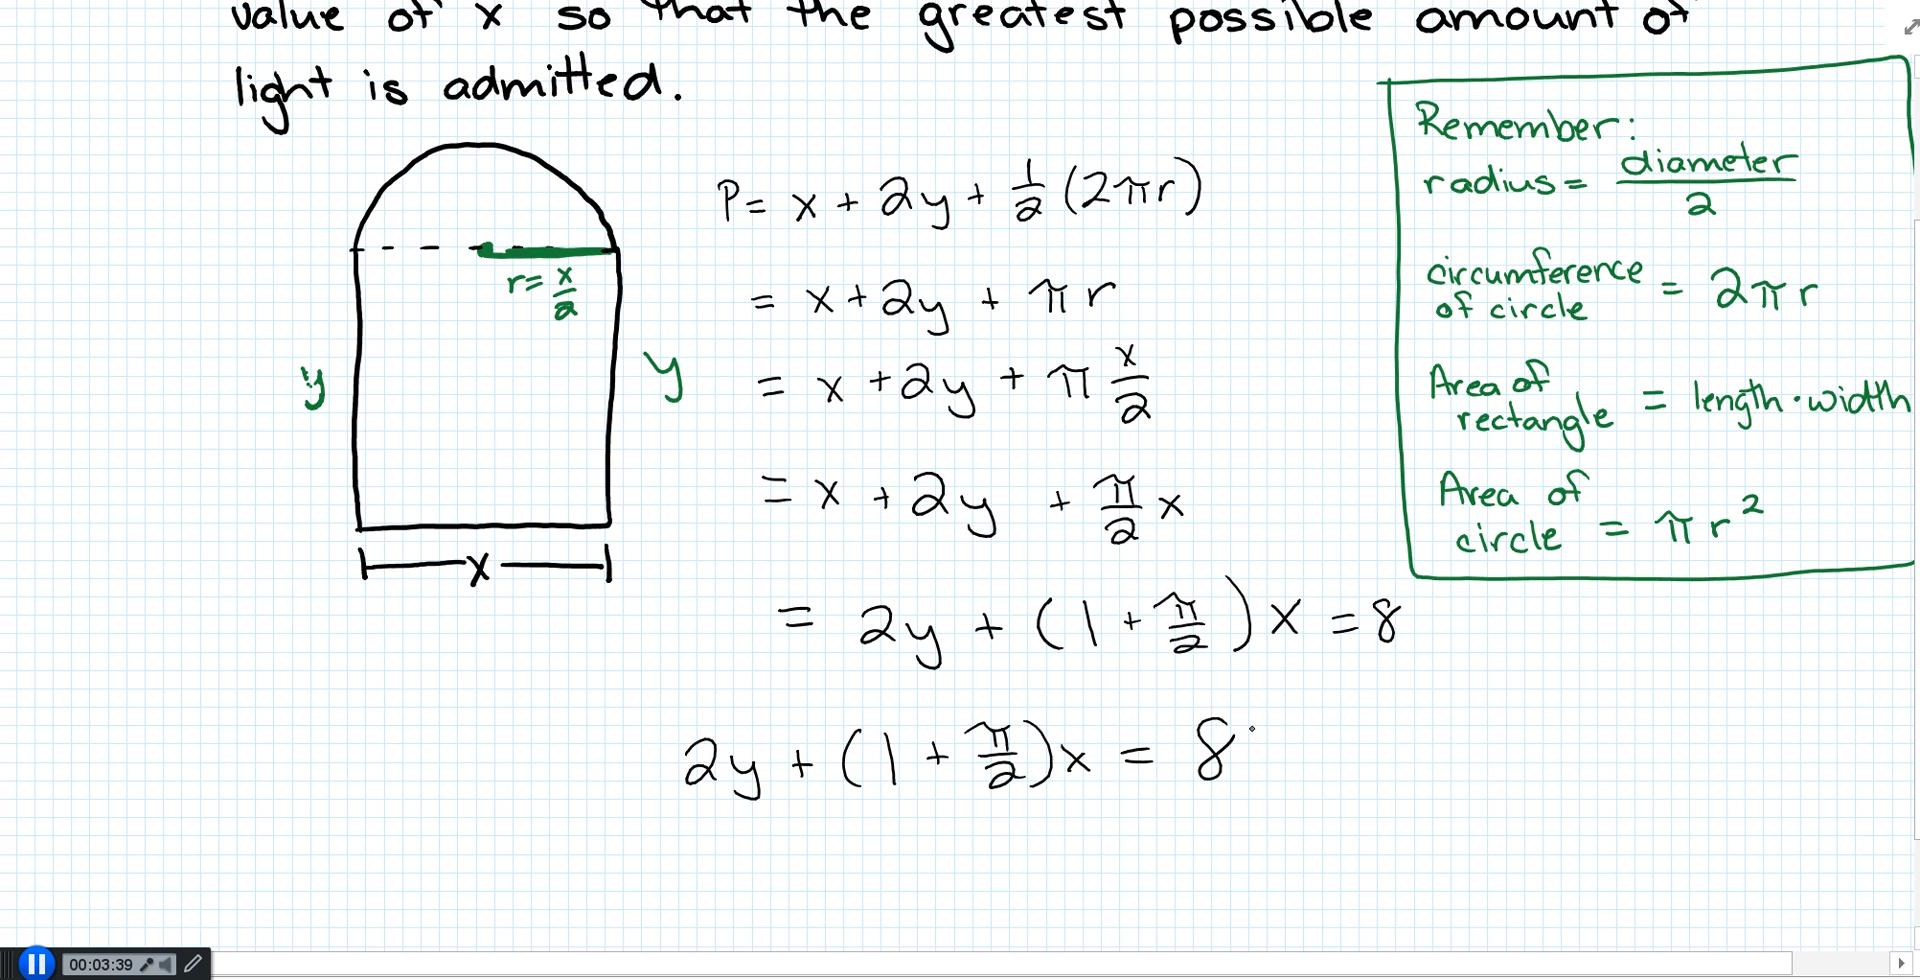 value of x so that the greatest possible amount of
light is admitted.
P = x + 2y + 1/2 (2πr)
= x + 2y + πr
= x + 2y + π x/2
= x + 2y + π/2 x
= 2y + (1 + π/2) x = 8
2y + (1 + π/2)x = 8
r = x/2
y
y
x
Remember:
radius = diameter/2
circumference
of circle = 2πr
Area of
rectangle = length · width
Area of
circle = πr²
00:03:39